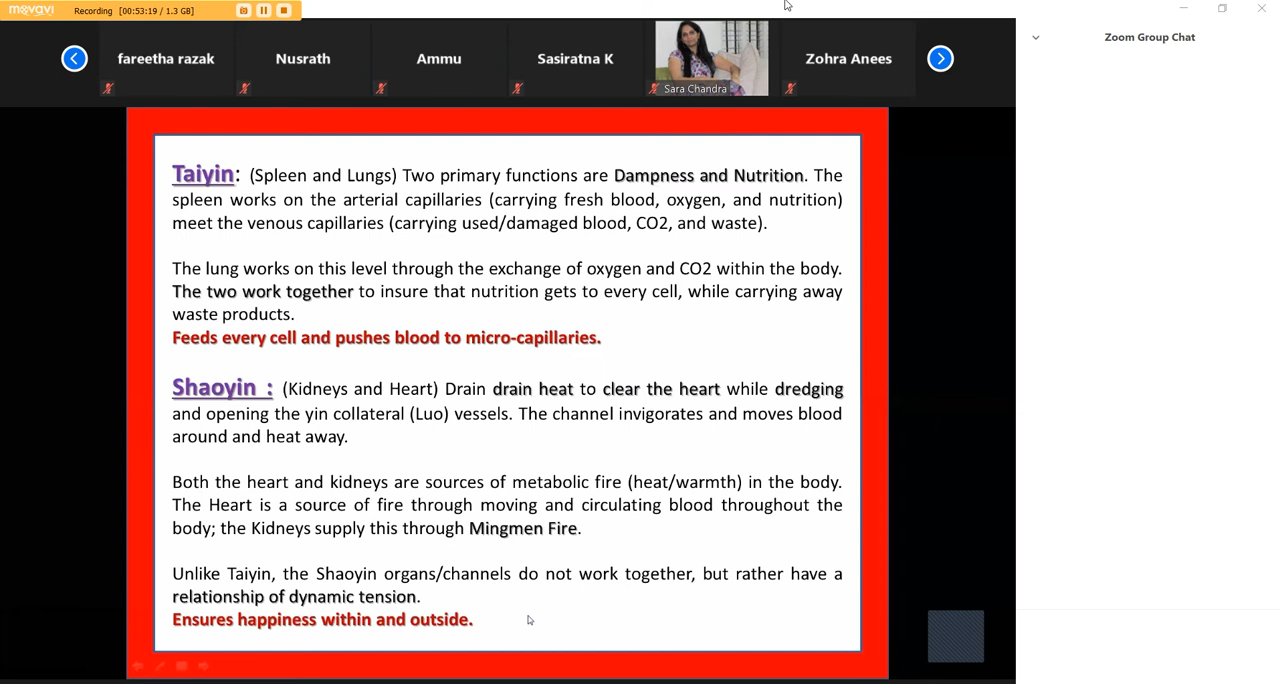 movavi Recording [00:53:19 / 1.3 GB]
Zoom Group Chat
fareetha razak
Nusrath
Ammu
Sasiratna K
Sara Chandra
Zohra Anees
Taiyin: (Spleen and Lungs) Two primary functions are Dampness and Nutrition. The
spleen works on the arterial capillaries (carrying fresh blood, oxygen, and nutrition)
meet the venous capillaries (carrying used/damaged blood, CO2, and waste).
The lung works on this level through the exchange of oxygen and CO2 within the body.
The two work together to insure that nutrition gets to every cell, while carrying away
waste products.
Feeds every cell and pushes blood to micro-capillaries.
Shaoyin : (Kidneys and Heart) Drain drain heat to clear the heart while dredging
and opening the yin collateral (Luo) vessels. The channel invigorates and moves blood
around and heat away.
Both the heart and kidneys are sources of metabolic fire (heat/warmth) in the body.
The Heart is a source of fire through moving and circulating blood throughout the
body; the Kidneys supply this through Mingmen Fire.
Unlike Taiyin, the Shaoyin organs/channels do not work together, but rather have a
relationship of dynamic tension.
Ensures happiness within and outside.